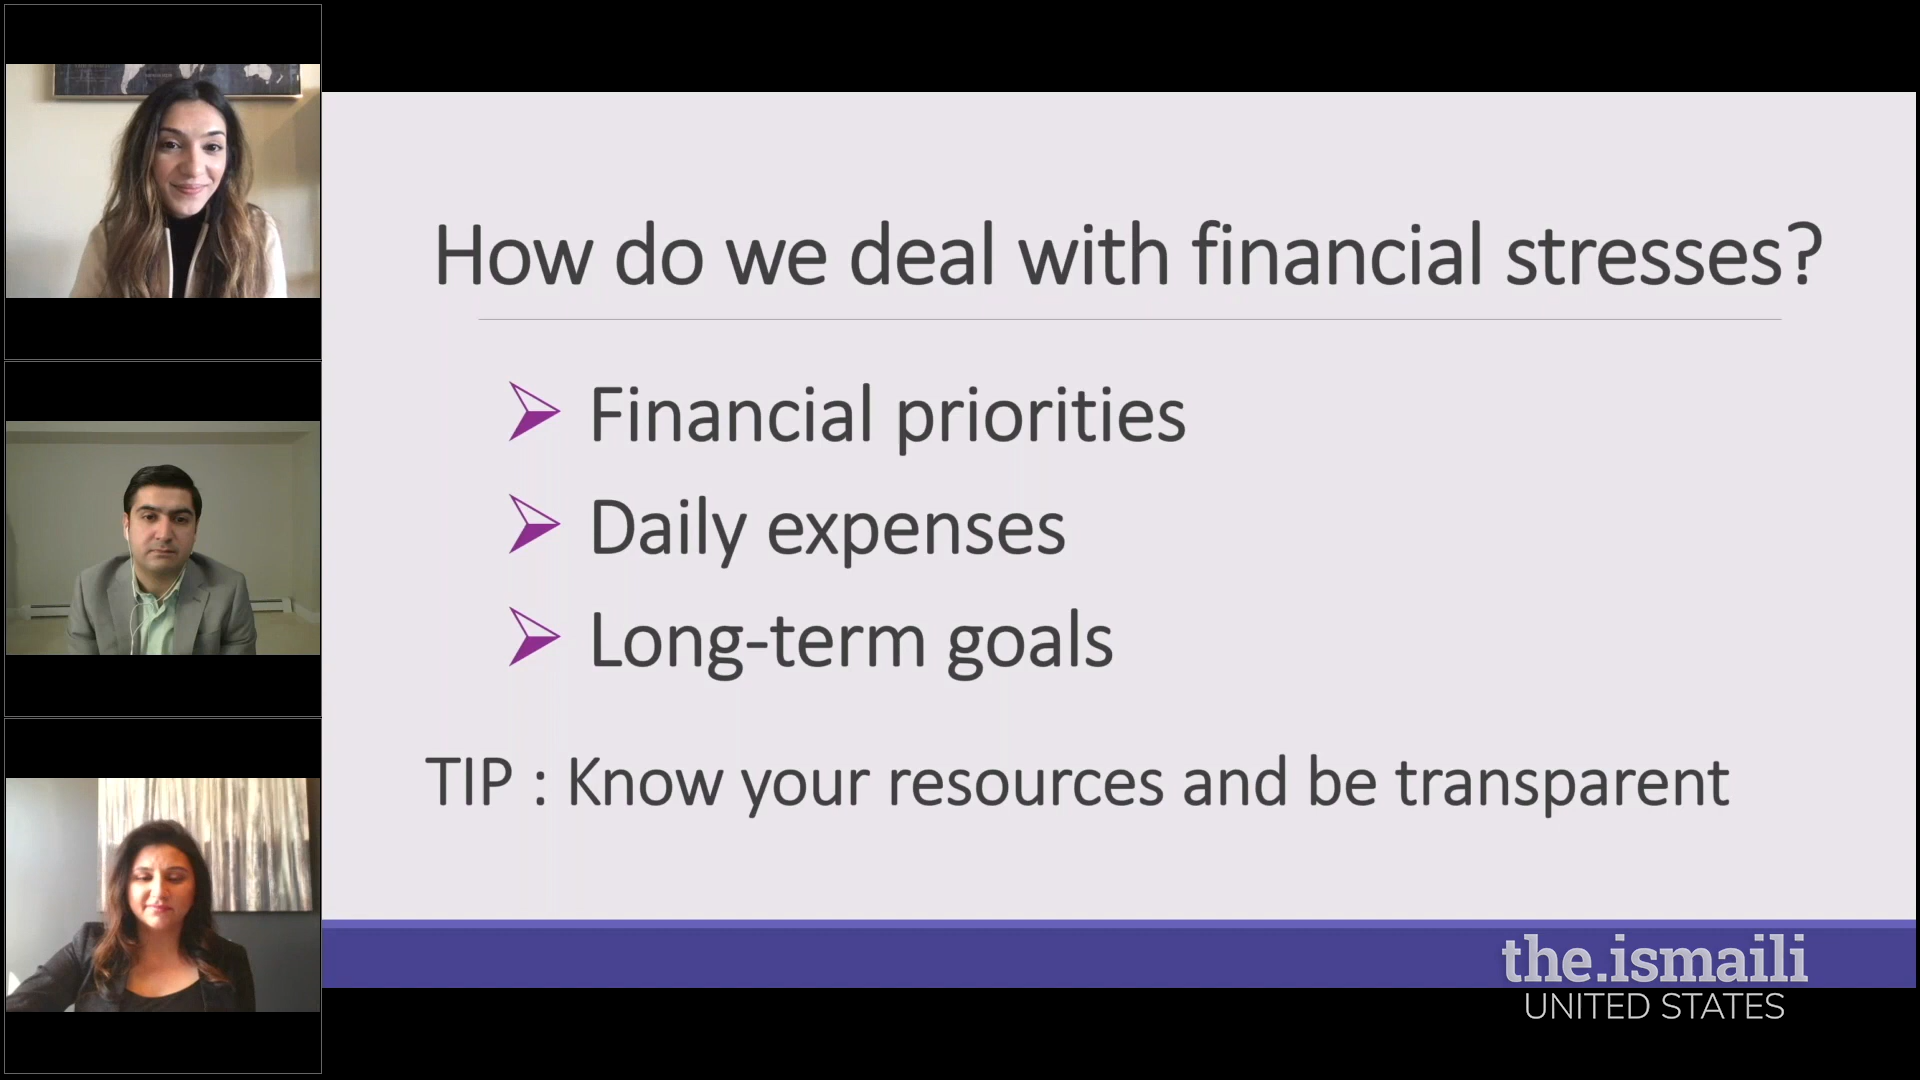 How do we deal with financial stresses?
Financial priorities
Daily expenses
Long-term goals
TIP : Know your resources and be transparent
the.ismaili
UNITED STATES